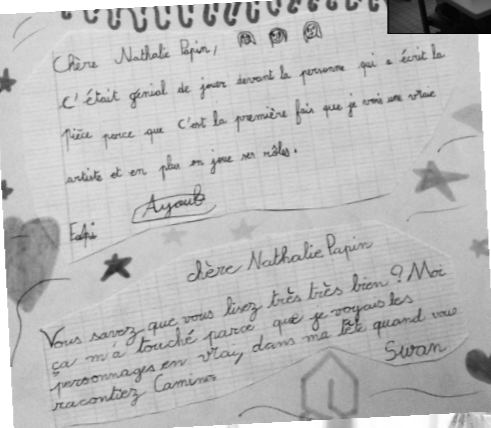 Chère Nathalie Papin,
C'était génial de jouer devant la personne qui a écrit la
pièce parce que C'est la première fois que je vois une vraie
artiste et en plus on joue ses rôles.
Ayoub
chère Nathalie Papin
Vous savez que vous lisez très très bien ? Moi
ça m'a touché parce que je voyais les
personnages en vrai, dans ma tête quand vous
racontiez Camino
Swan